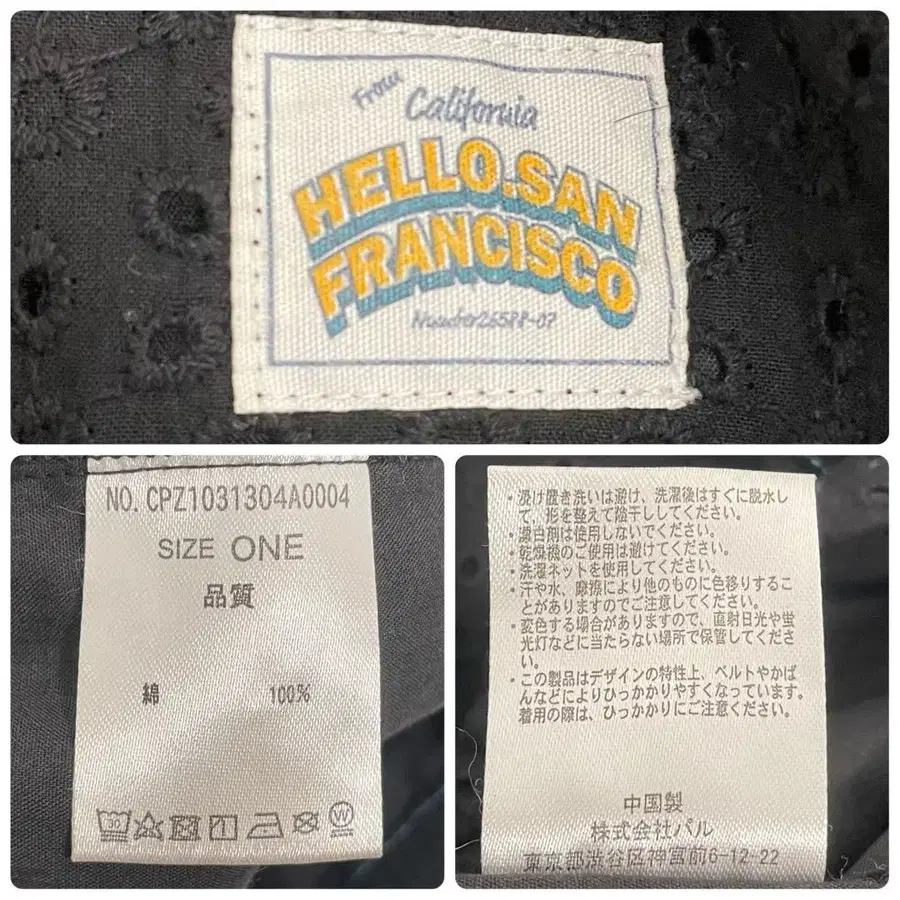 From
California
HELLO.SAN
FRANCISCO
Number26588-07
NO. CPZ1031304A0004
SIZE ONE
品質
綿 100%
・浸け置き洗いは避け、洗濯後はすぐに脱水し
て、形を整えて陰干ししてください。
・漂白剤は使用しないでください。
・乾燥機のご使用は避けてください。
・洗濯ネットを使用してください。
・汗や水、摩擦により他のものに色移りするこ
とがありますのでご注意してください。
・変色する場合がありますので、直射日光や蛍
光灯などに当たらない場所で保管してくださ
い。
・この製品はデザインの特性上、ベルトやかば
んなどによりひっかかりやすくなっています。
着用の際は、ひっかかりにご注意ください。
中国製
株式会社パル
東京都渋谷区神宮前6-12-22